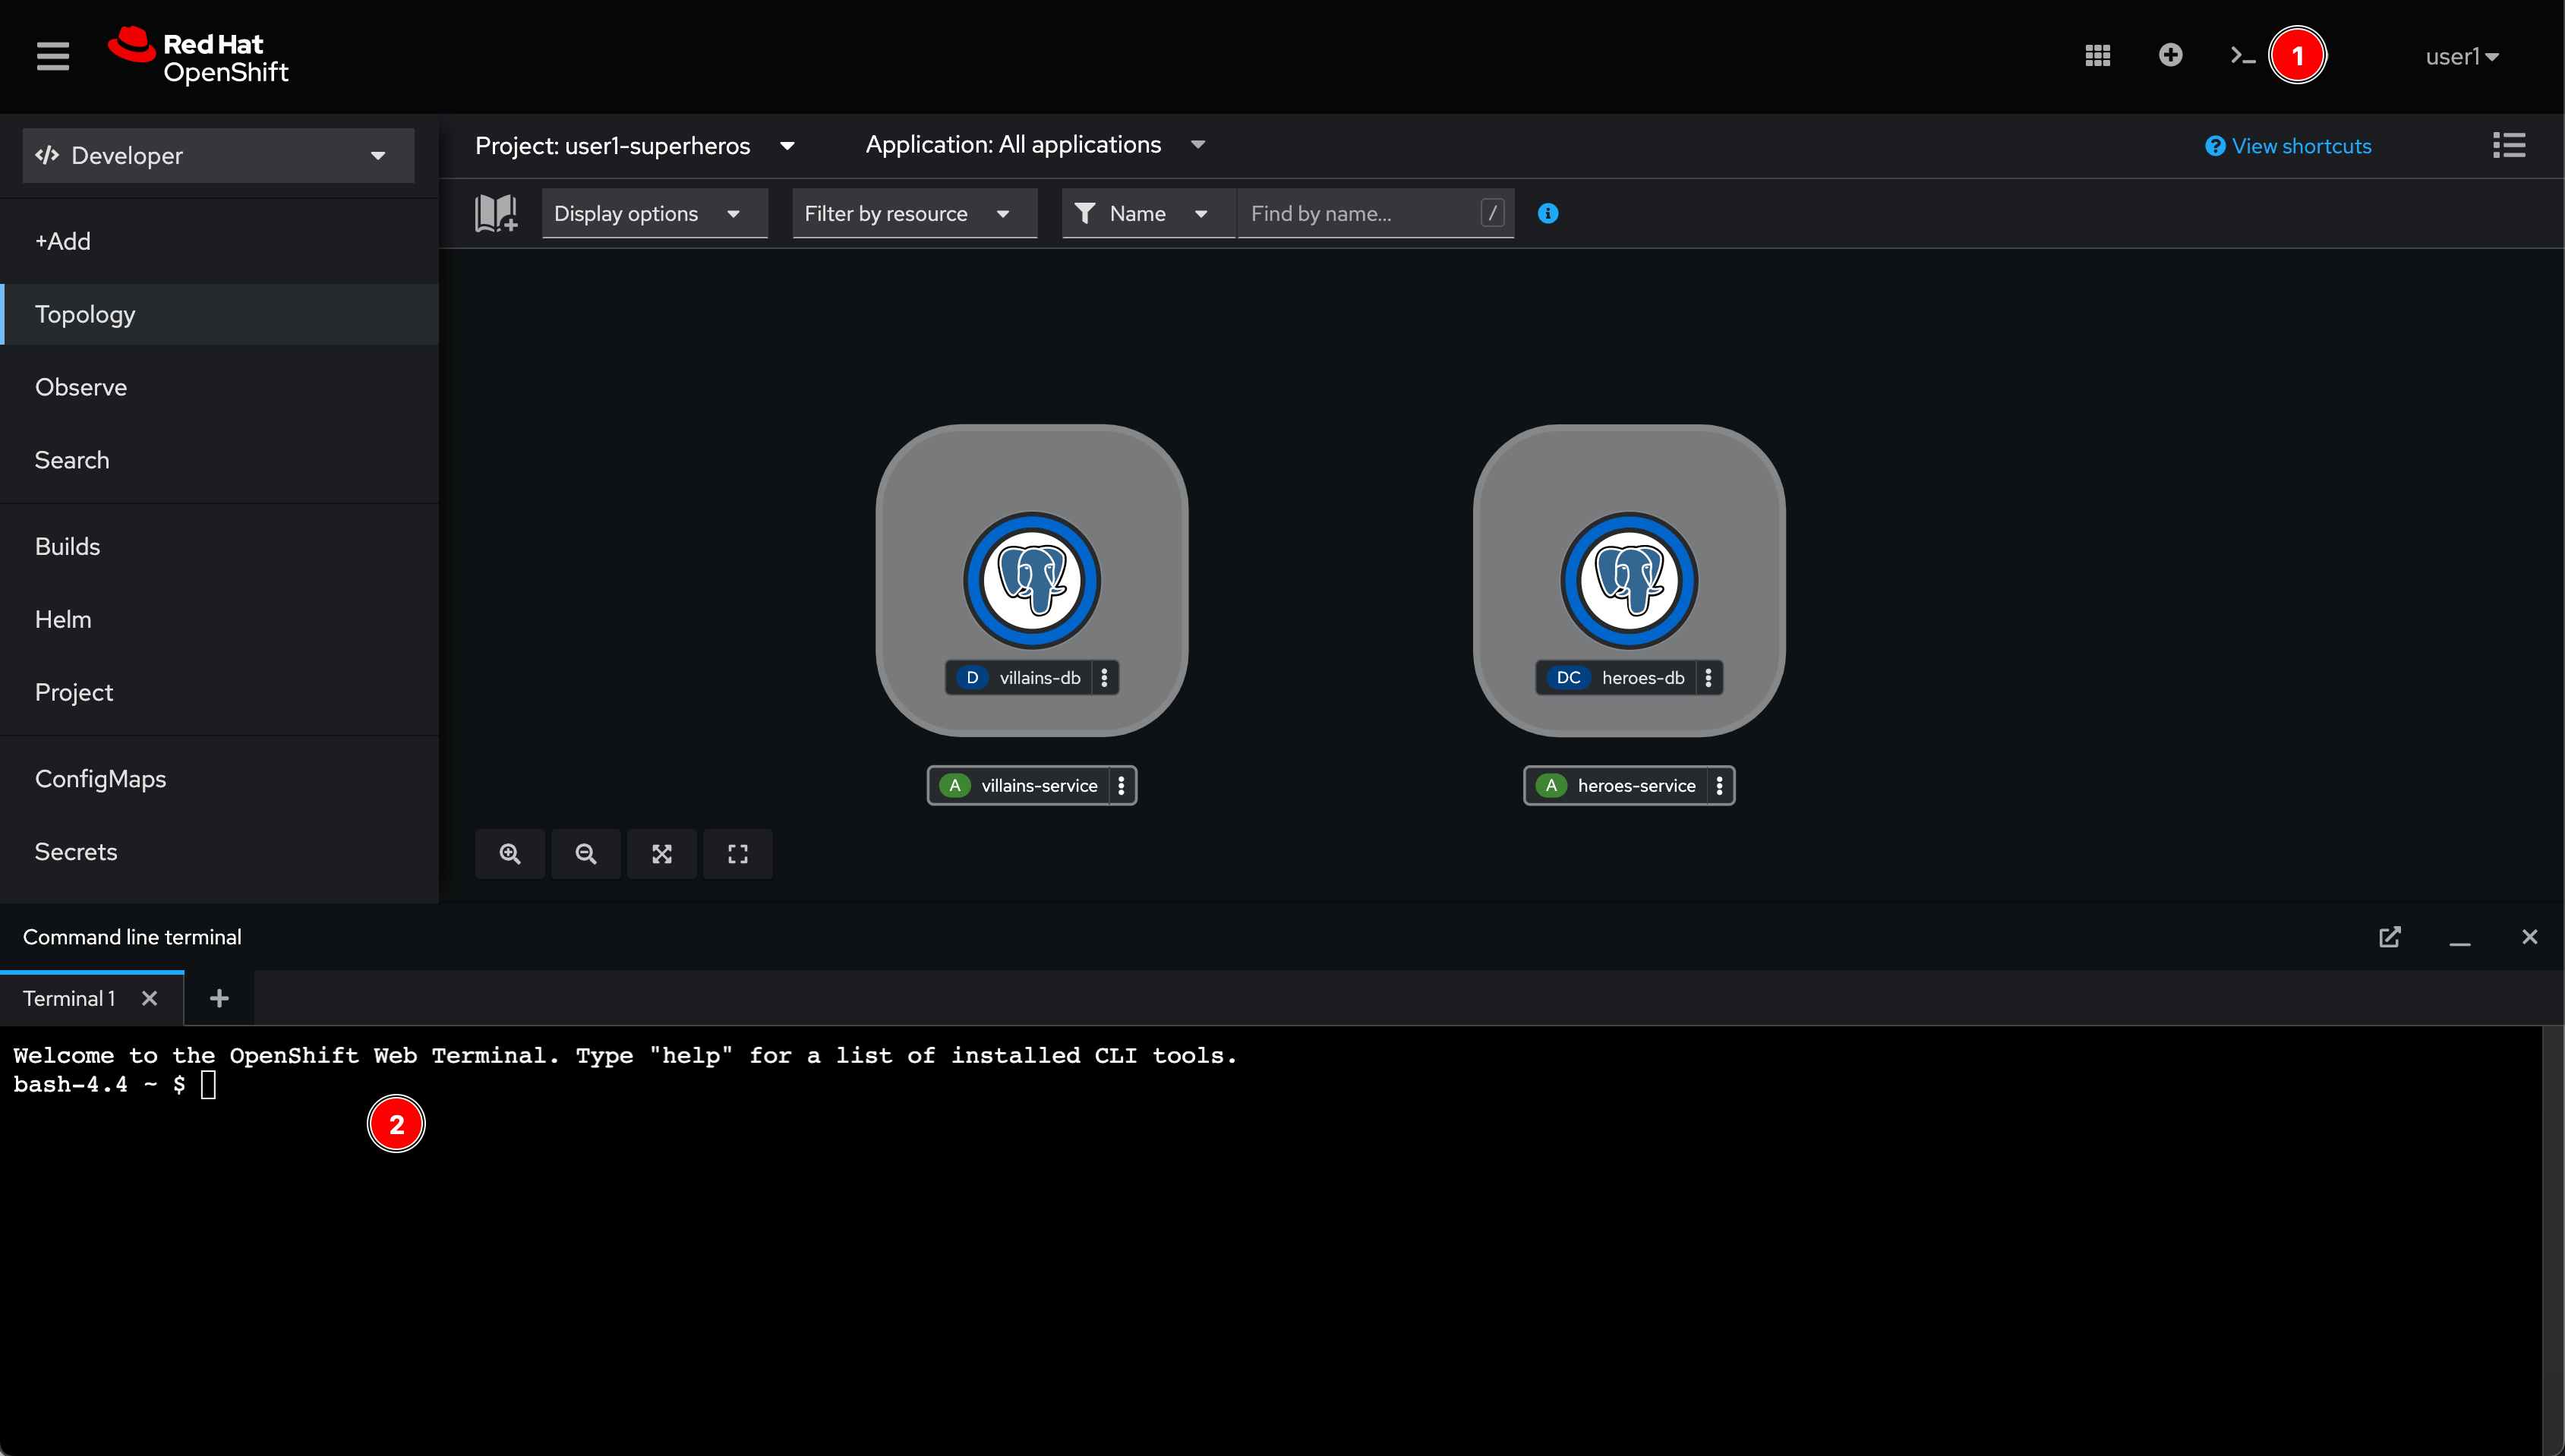 Red Hat
OpenShift
1
user1
Developer
Project: user1-superheros
Application: All applications
View shortcuts
Display options
Filter by resource
Name
Find by name...
/
+Add
Topology
Observe
Search
Builds
Helm
Project
ConfigMaps
Secrets
D villains-db
DC heroes-db
A villains-service
A heroes-service
Command line terminal
Terminal 1
Welcome to the OpenShift Web Terminal. Type "help" for a list of installed CLI tools.
bash-4.4 ~ $
2